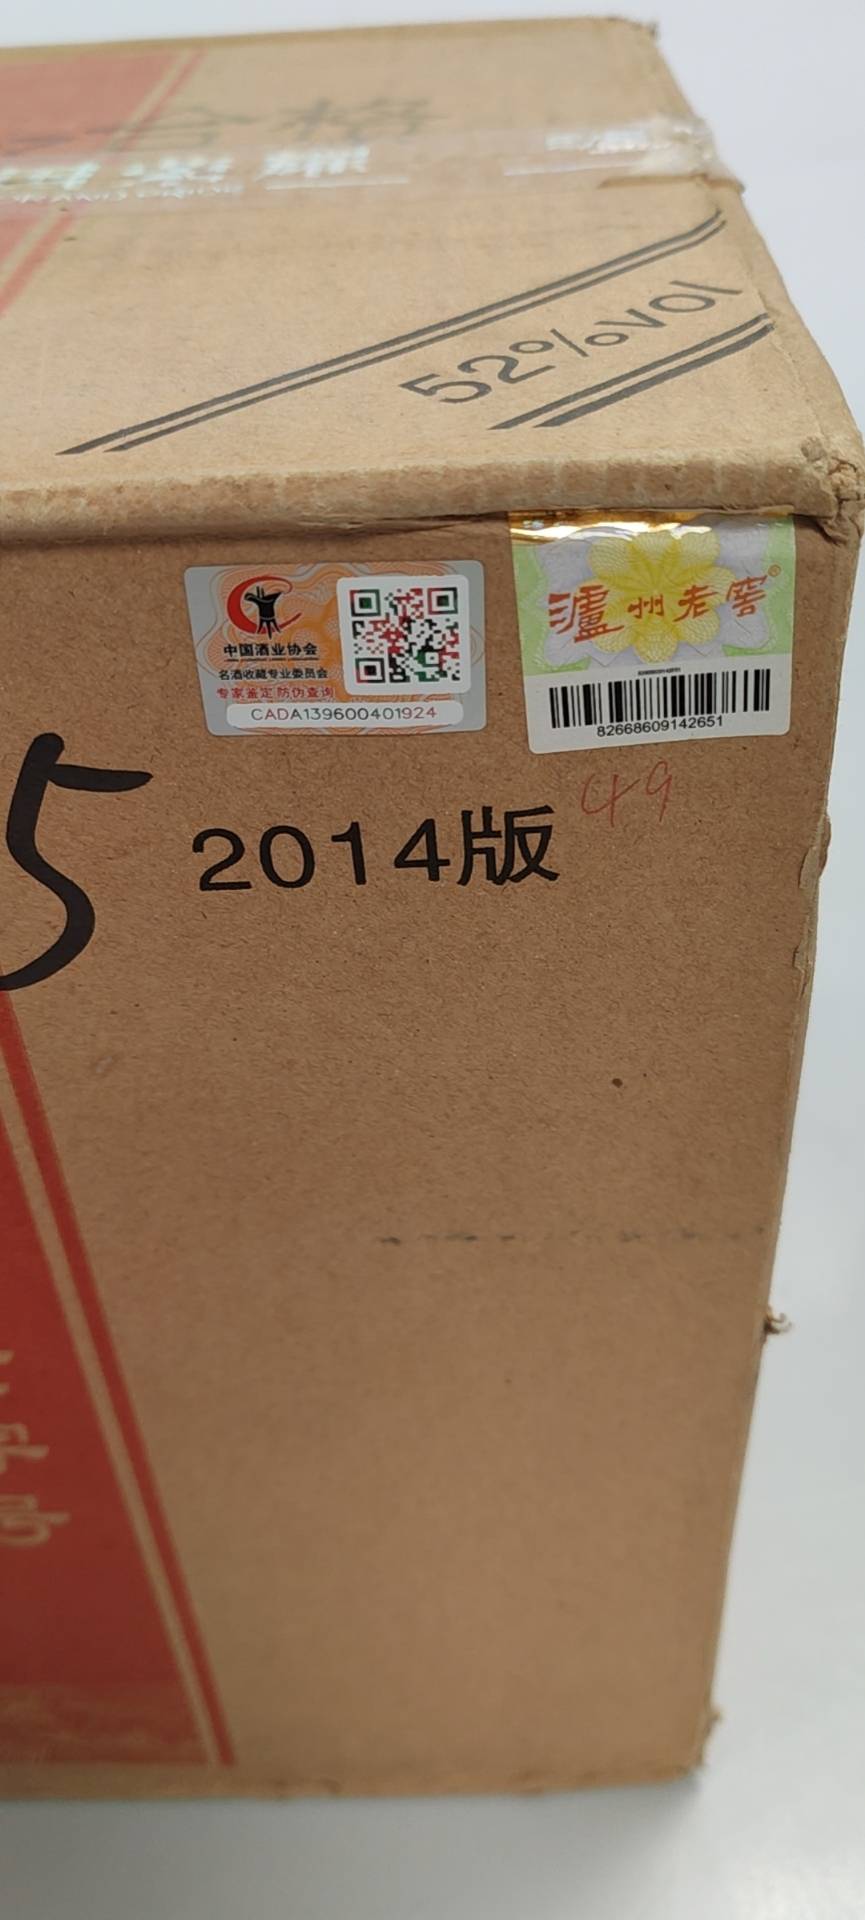 合格
52%vol
中国酒业协会
名酒收藏专业委员会
专家鉴定 防伪查询
CADA139600401924
泸州老窖®
82668609142651
49
5
2014版